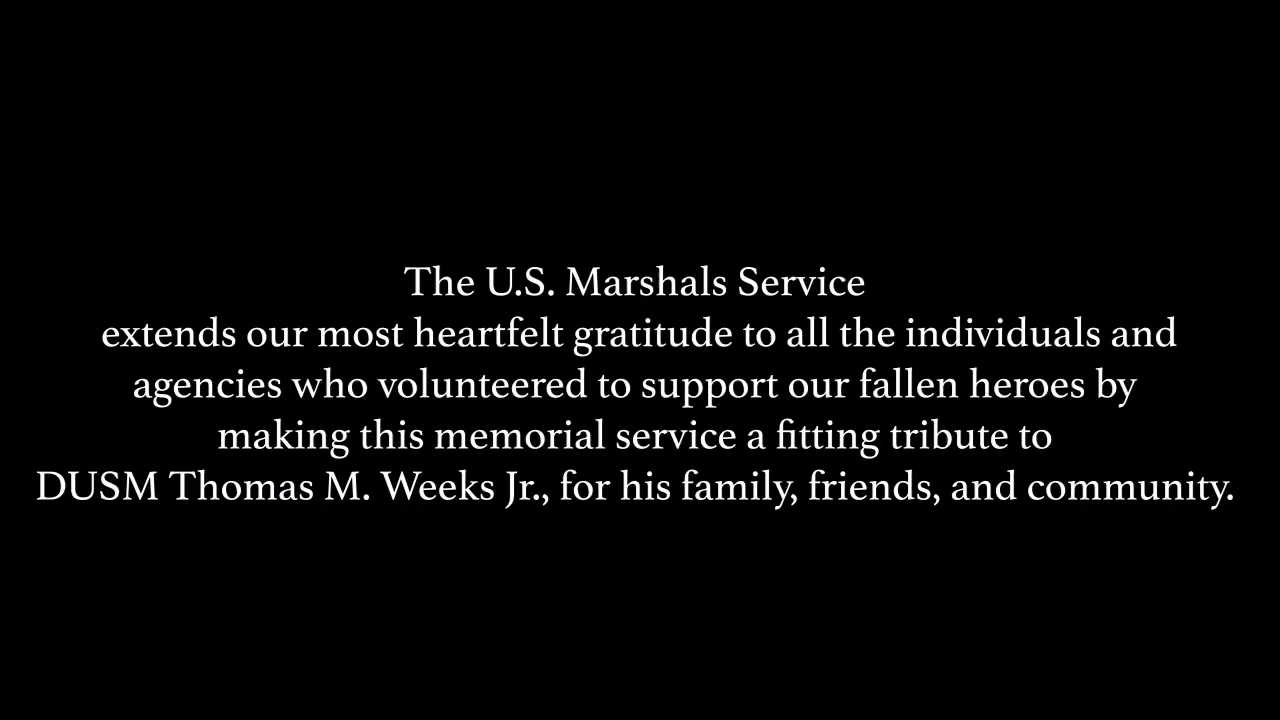 The U.S. Marshals Service
extends our most heartfelt gratitude to all the individuals and
agencies who volunteered to support our fallen heroes by
making this memorial service a fitting tribute to
DUSM Thomas M. Weeks Jr., for his family, friends, and community.